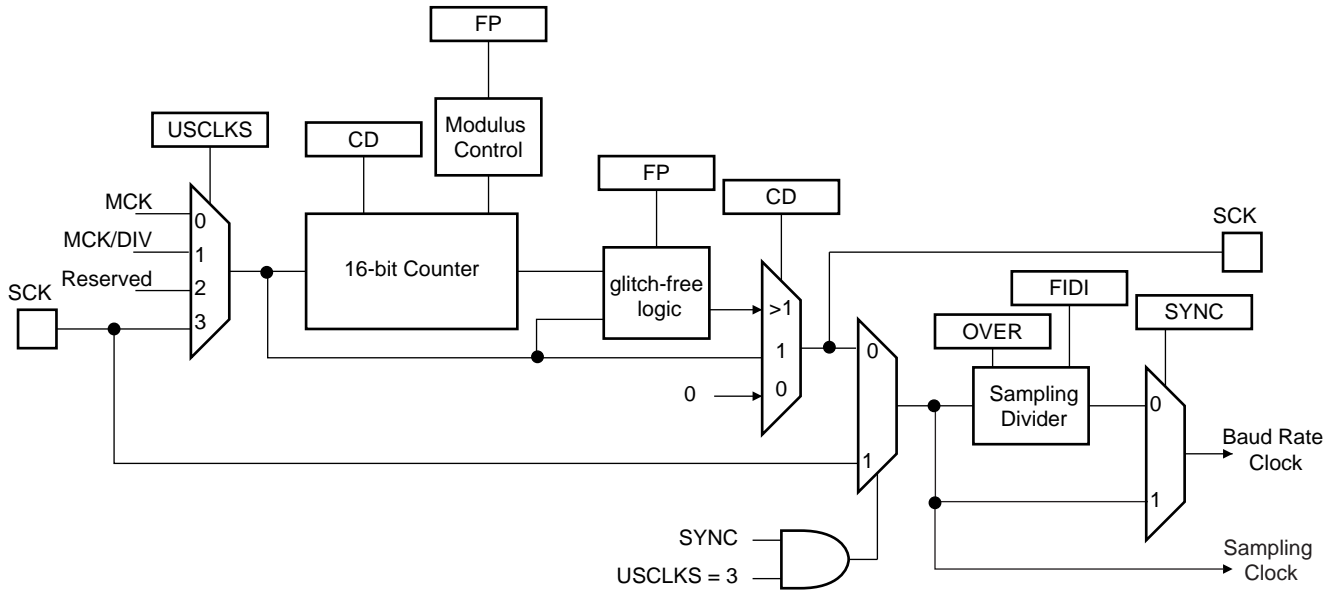 FP
USCLKS
CD
Modulus
Control
FP
CD
MCK
0
MCK/DIV
1
Reserved
2
SCK
3
16-bit Counter
glitch-free
logic
>1
1
0
0
SCK
FIDI
SYNC
OVER
0
1
Sampling
Divider
0
1
Baud Rate
Clock
SYNC
USCLKS = 3
Sampling
Clock